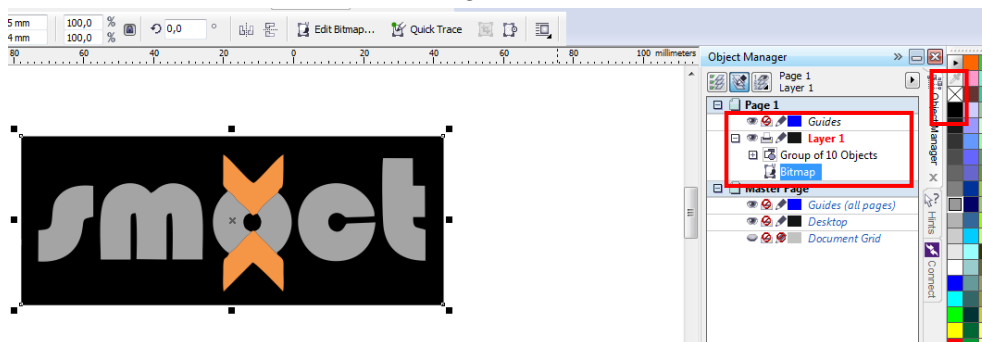 5 mm 100,0 % 0,0 ° Edit Bitmap... Quick Trace
4 mm 100,0 %
80 60 40 20 0 20 40 60 80 100 millimeters
Object Manager
Page 1
Layer 1
Page 1
Guides
Layer 1
Group of 10 Objects
Bitmap
Master Page
Guides (all pages)
Desktop
Document Grid
Object Manager
Hints
Connect
smoct